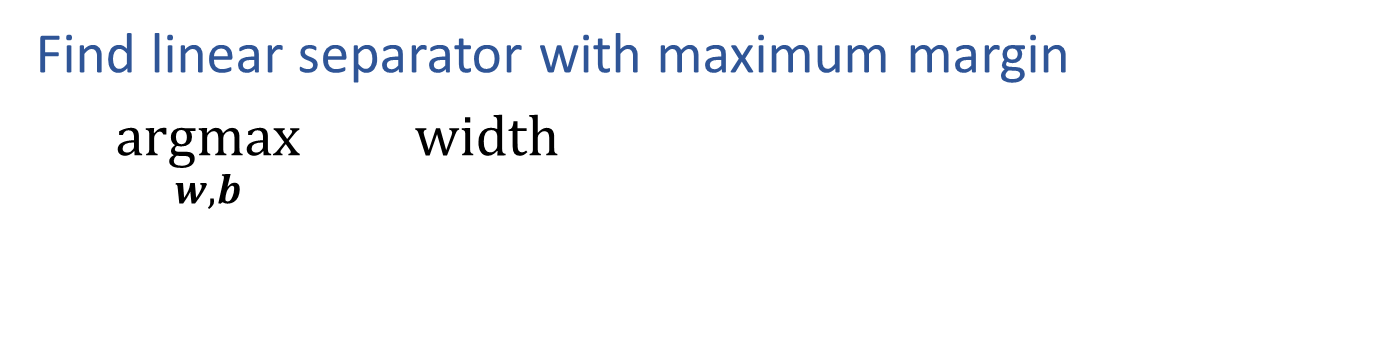 Find linear separator with maximum margin
argmax width
w,b